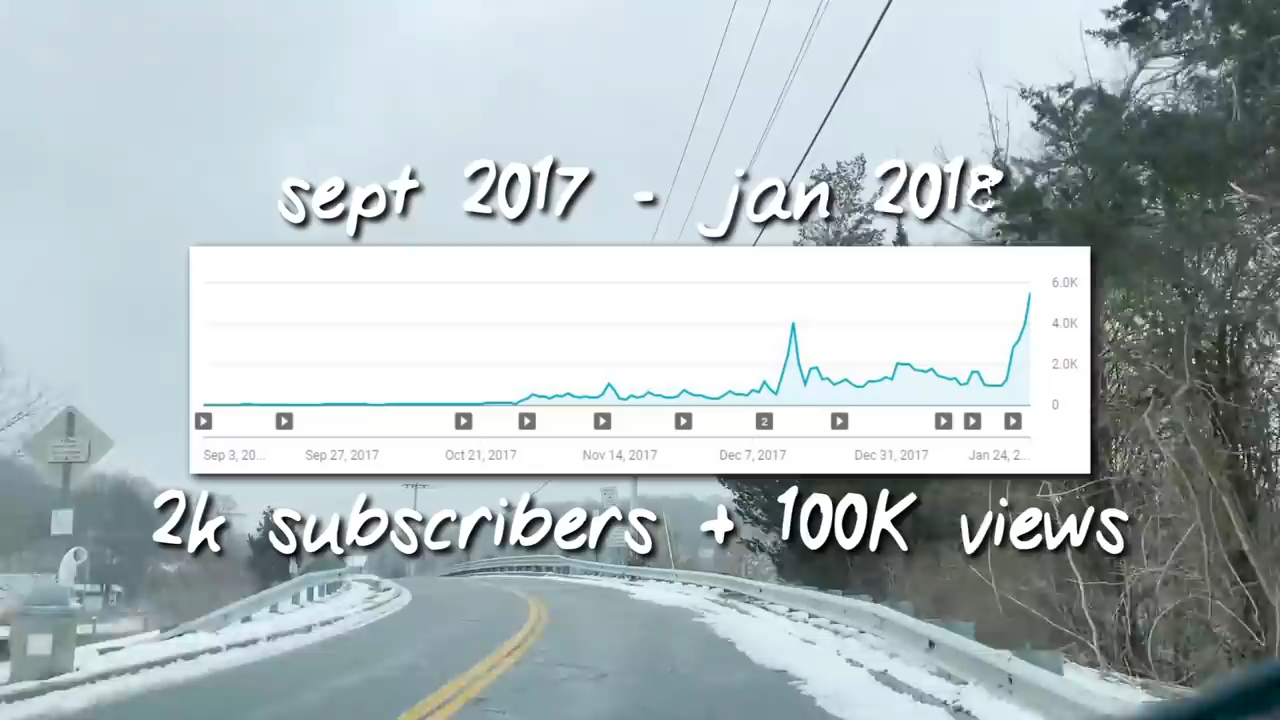 sept 2017 - jan 2018
6.0K
4.0K
2.0K
0
2
Sep 3, 20... Sep 27, 2017 Oct 21, 2017 Nov 14, 2017 Dec 7, 2017 Dec 31, 2017 Jan 24, 2...
2k subscribers + 100K views